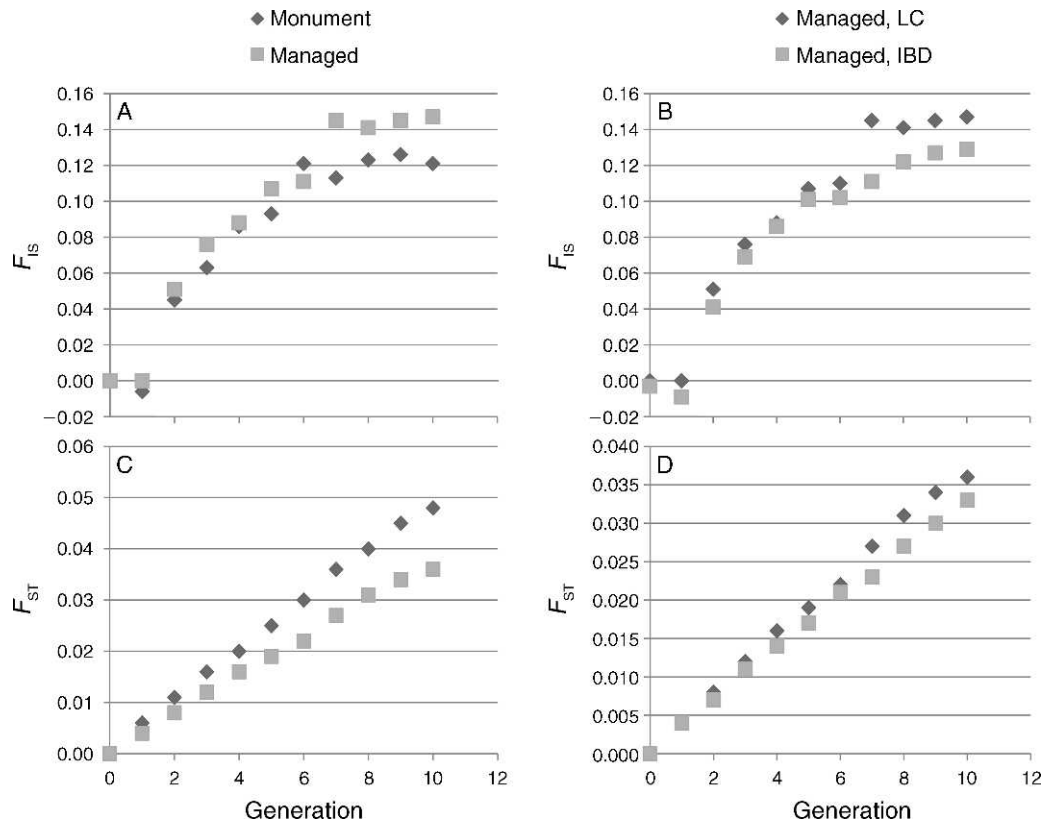 Monument
Managed
Managed, LC
Managed, IBD
A
0.16
0.14
0.12
0.10
0.08
0.06
0.04
0.02
0.00
−0.02
FIS
B
0.16
0.14
0.12
0.10
0.08
0.06
0.04
0.02
0.00
−0.02
FIS
C
0.06
0.05
0.04
0.03
0.02
0.01
0.00
FST
0 2 4 6 8 10 12
Generation
D
0.040
0.035
0.030
0.025
0.020
0.015
0.010
0.005
0.000
FST
0 2 4 6 8 10 12
Generation